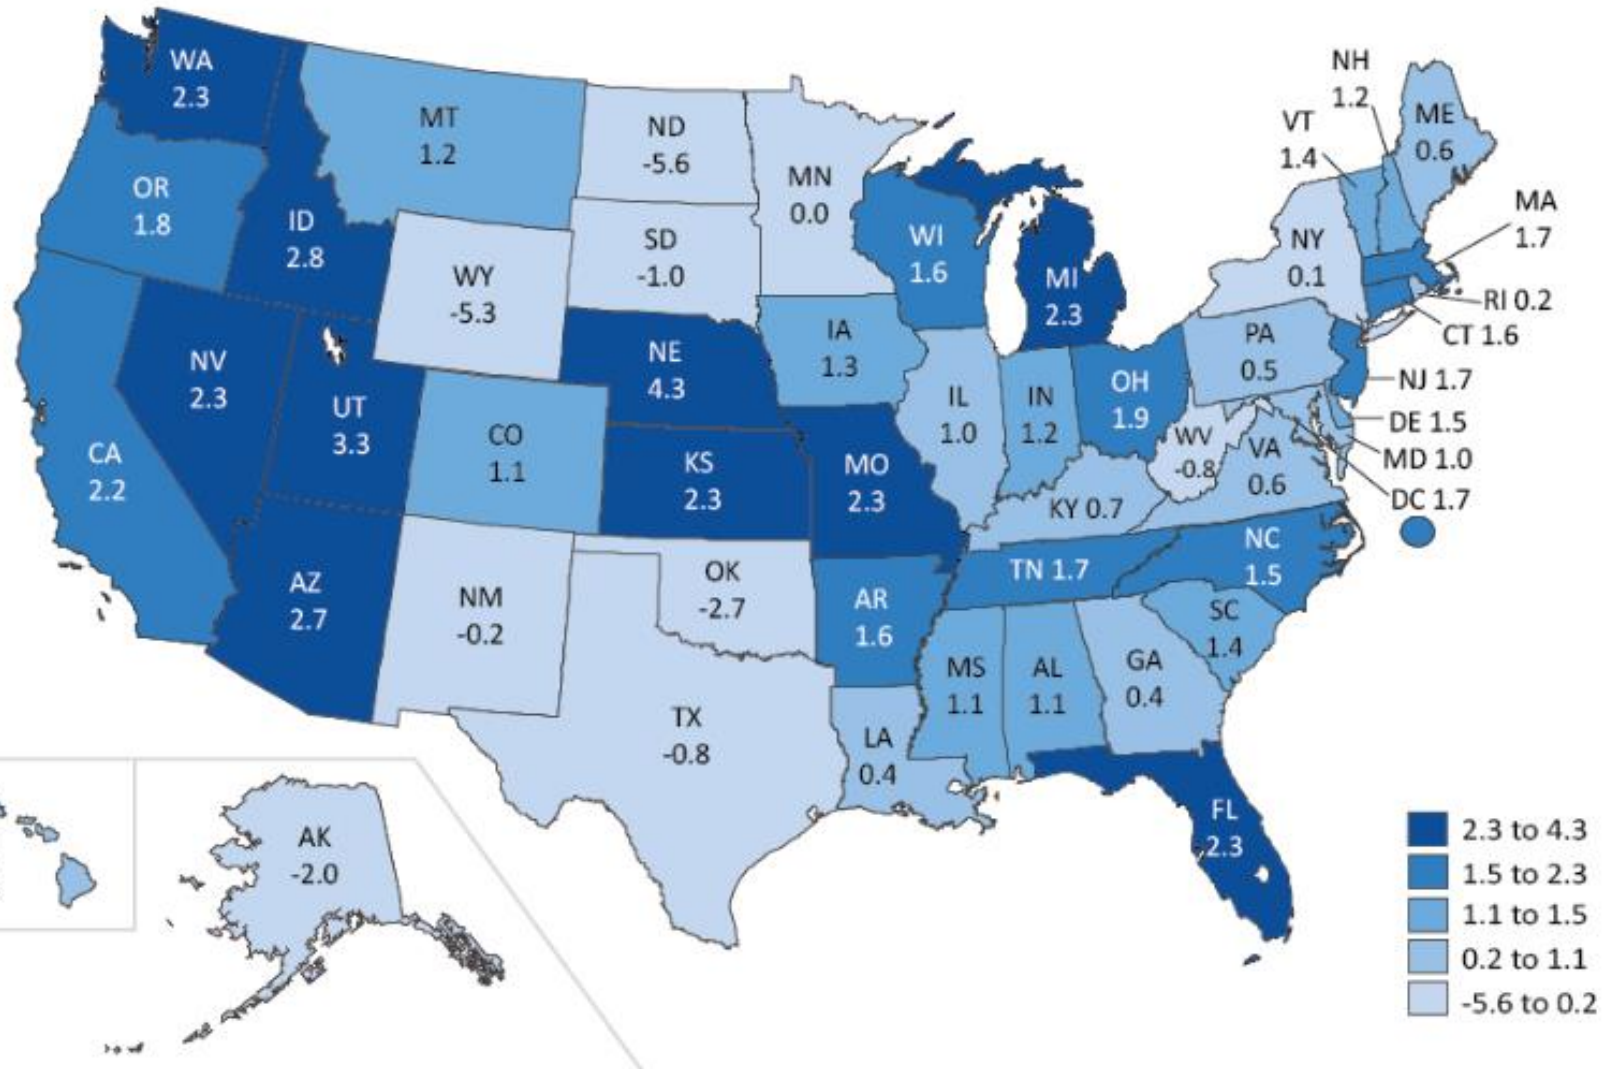 WA
2.3
MT
1.2
ND
-5.6
MN
0.0
NH
1.2
VT
1.4
ME
0.6
OR
1.8
ID
2.8
WY
-5.3
SD
-1.0
WI
1.6
MI
2.3
NY
0.1
MA
1.7
RI 0.2
CT 1.6
NV
2.3
UT
3.3
NE
4.3
IA
1.3
PA
0.5
NJ 1.7
CA
2.2
CO
1.1
KS
2.3
MO
2.3
IL
1.0
IN
1.2
OH
1.9
WV
-0.8
VA
0.6
DE 1.5
MD 1.0
DC 1.7
KY 0.7
AZ
2.7
NM
-0.2
OK
-2.7
AR
1.6
TN 1.7
NC
1.5
SC
1.4
TX
-0.8
LA
0.4
MS
1.1
AL
1.1
GA
0.4
FL
2.3
AK
-2.0
2.3 to 4.3
1.5 to 2.3
1.1 to 1.5
0.2 to 1.1
-5.6 to 0.2